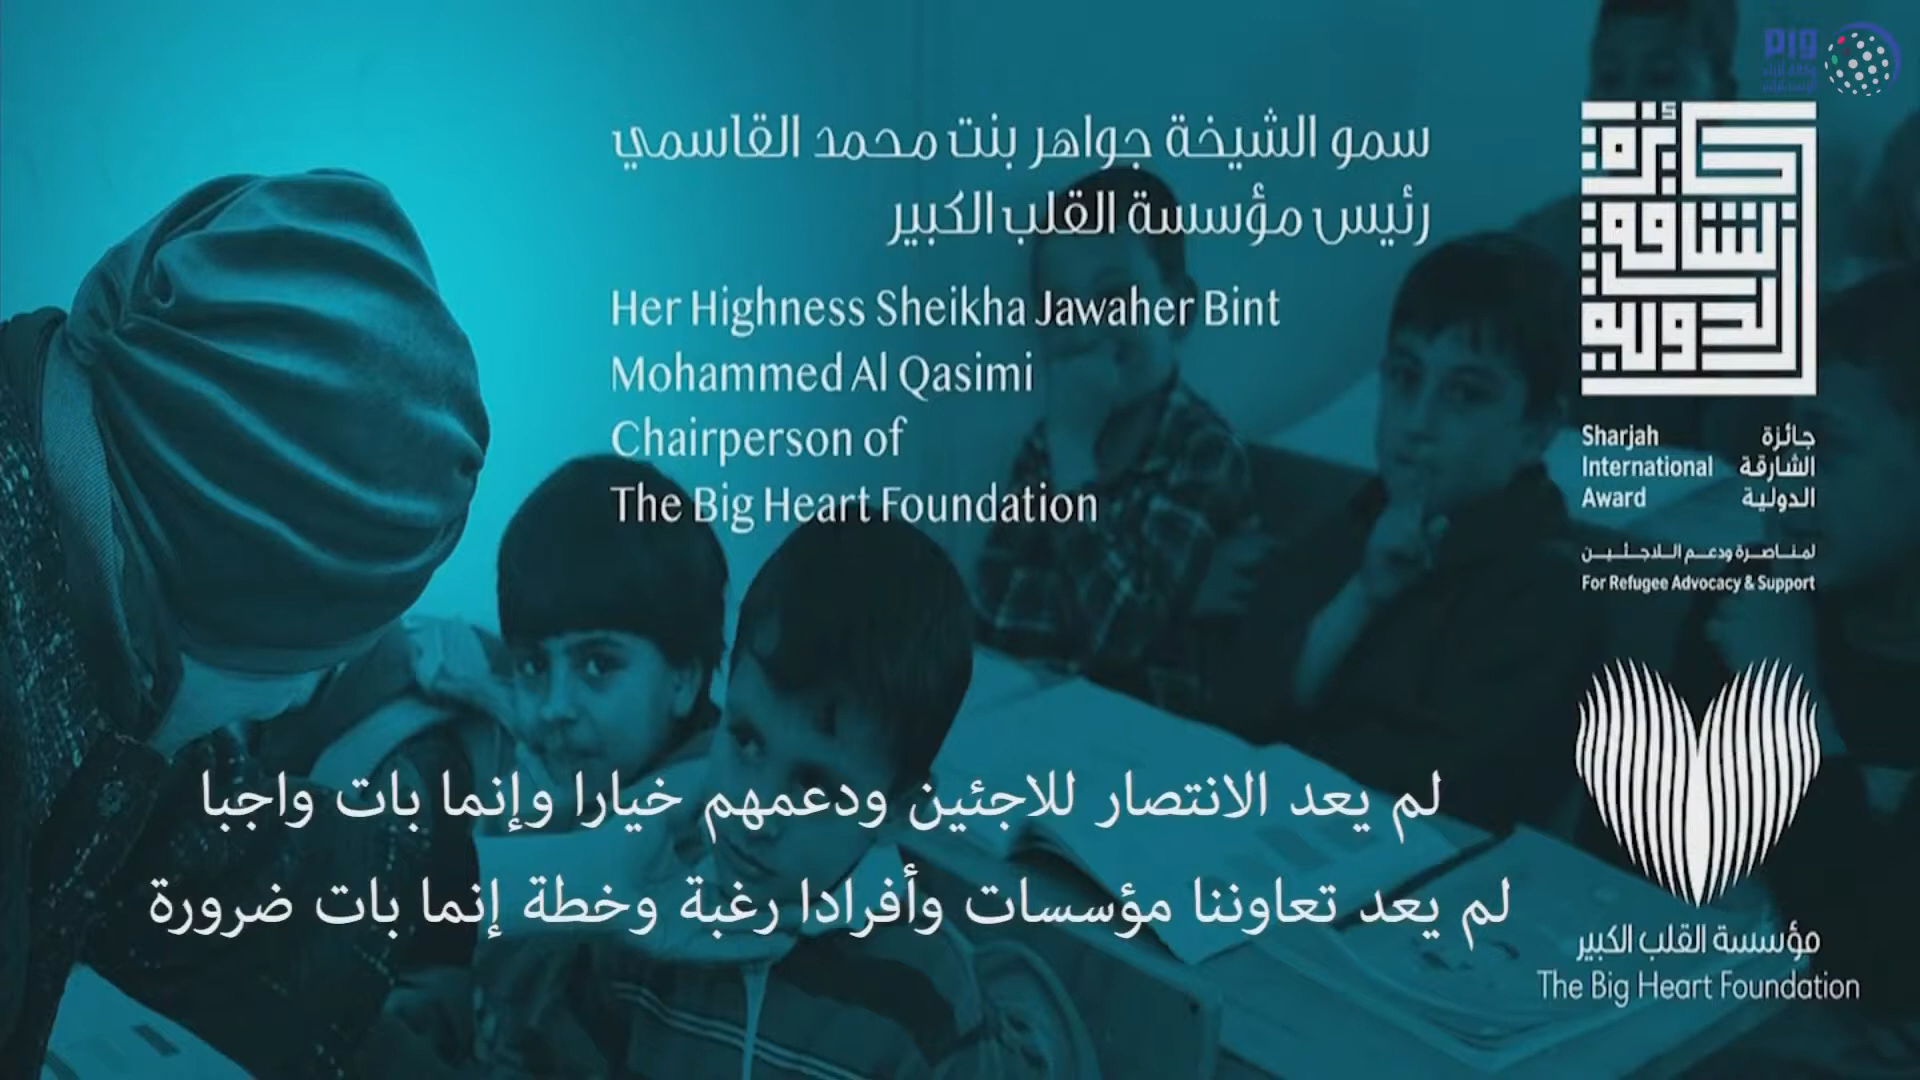 وام
سمو الشيخة جواهر بنت محمد القاسمي
رئيس مؤسسة القلب الكبير
Her Highness Sheikha Jawaher Bint
Mohammed Al Qasimi
Chairperson of
The Big Heart Foundation
جائزة الشارقة الدولية
Sharjah جائزة
International الشارقة
Award الدولية
لمناصرة ودعم اللاجئين
For Refugee Advocacy & Support
لم يعد الانتصار للاجئين ودعمهم خيارا وإنما بات واجبا
لم يعد تعاوننا مؤسسات وأفرادا رغبة وخطة إنما بات ضرورة
مؤسسة القلب الكبير
The Big Heart Foundation